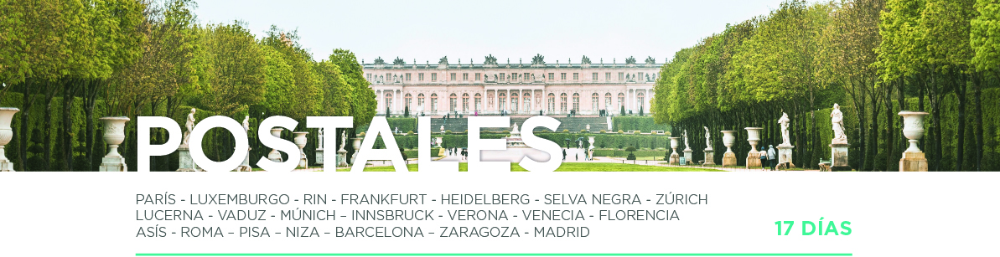 POSTALES
PARÍS - LUXEMBURGO - RIN - FRANKFURT - HEIDELBERG - SELVA NEGRA - ZÚRICH
LUCERNA - VADUZ - MÚNICH – INNSBRUCK - VERONA - VENECIA - FLORENCIA
ASÍS - ROMA – PISA – NIZA – BARCELONA – ZARAGOZA - MADRID
17 DÍAS